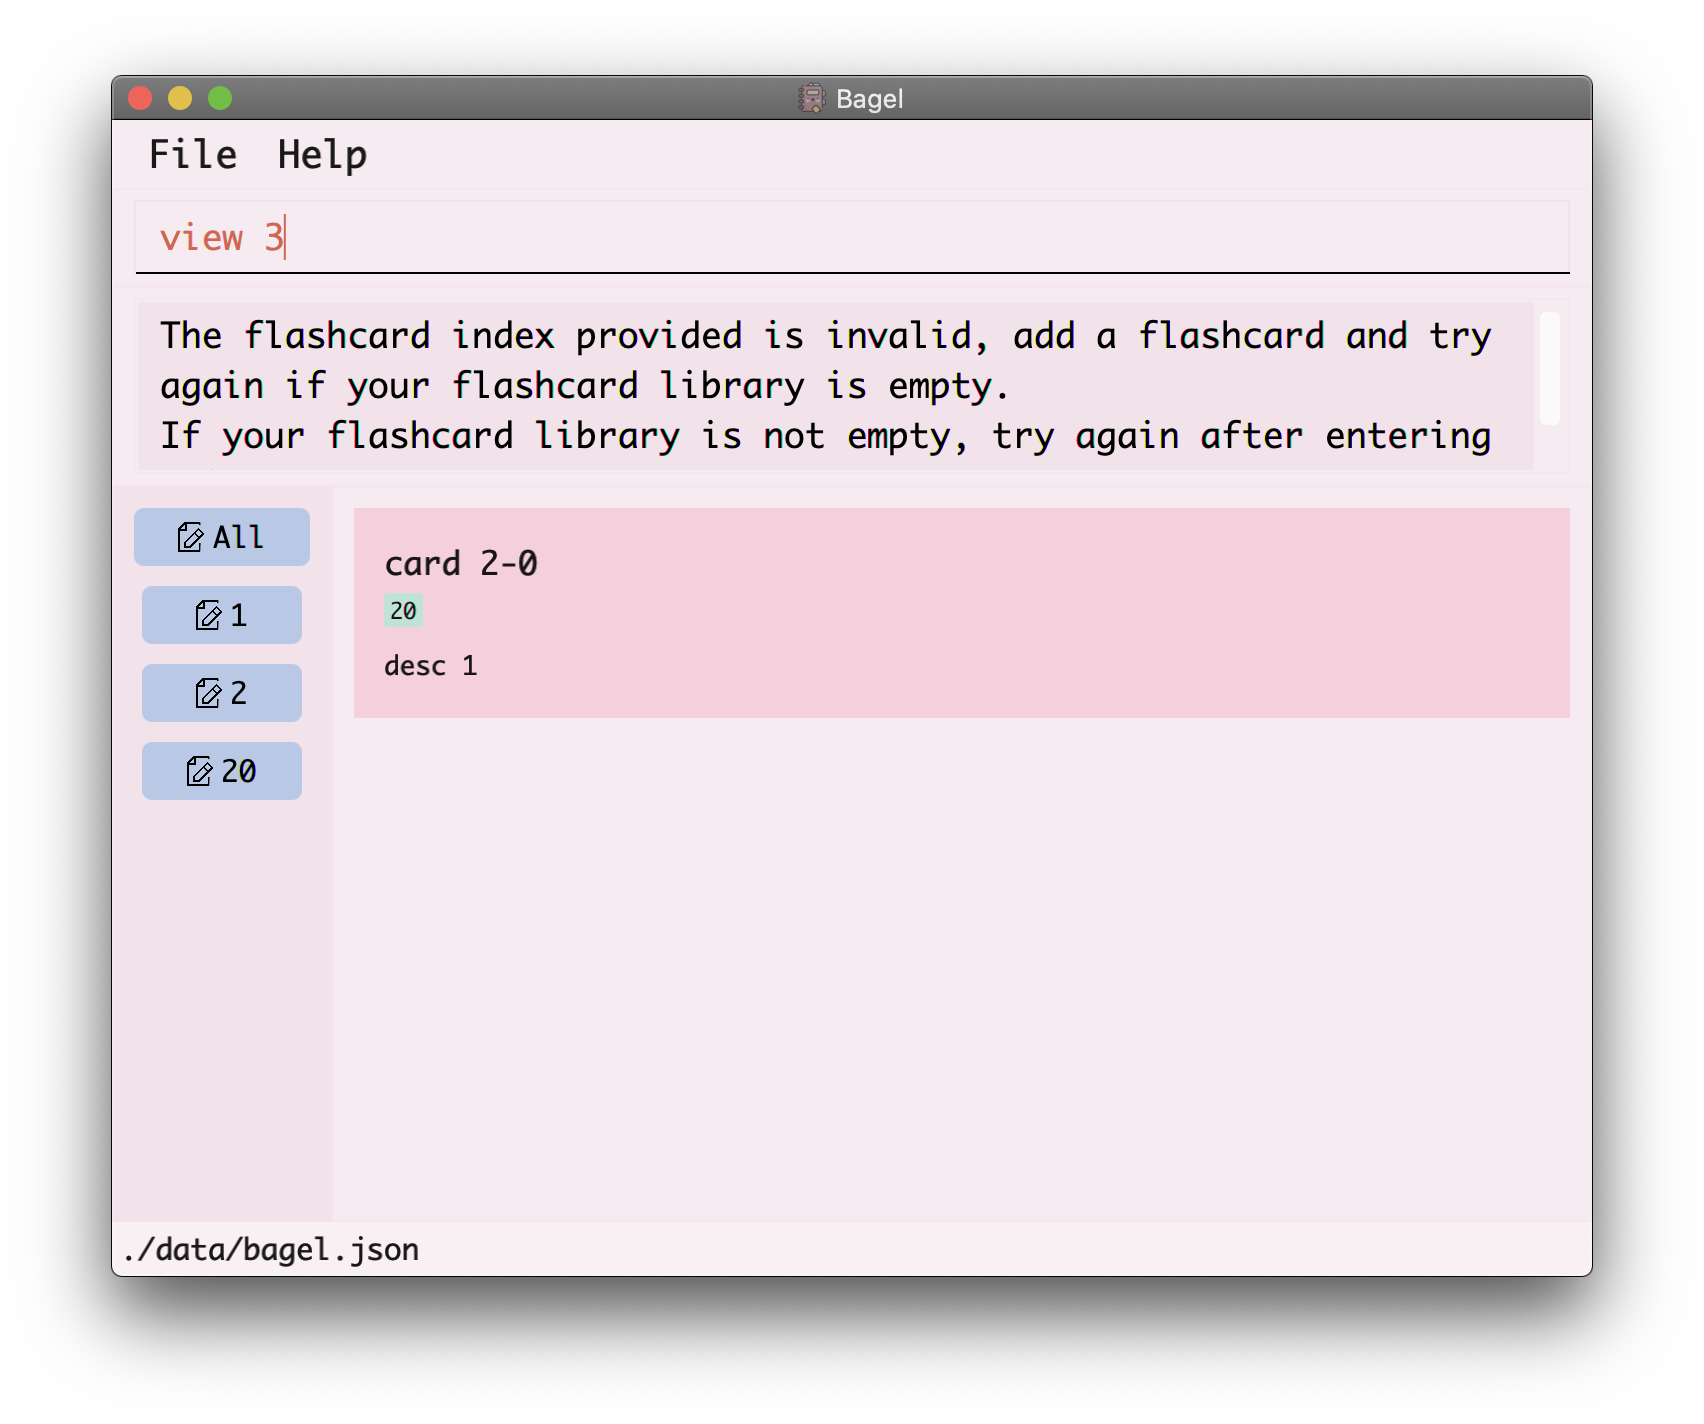 Bagel
File Help
view 3
The flashcard index provided is invalid, add a flashcard and try
again if your flashcard library is empty.
If your flashcard library is not empty, try again after entering
All
1
2
20
card 2-0
20
desc 1
./data/bagel.json